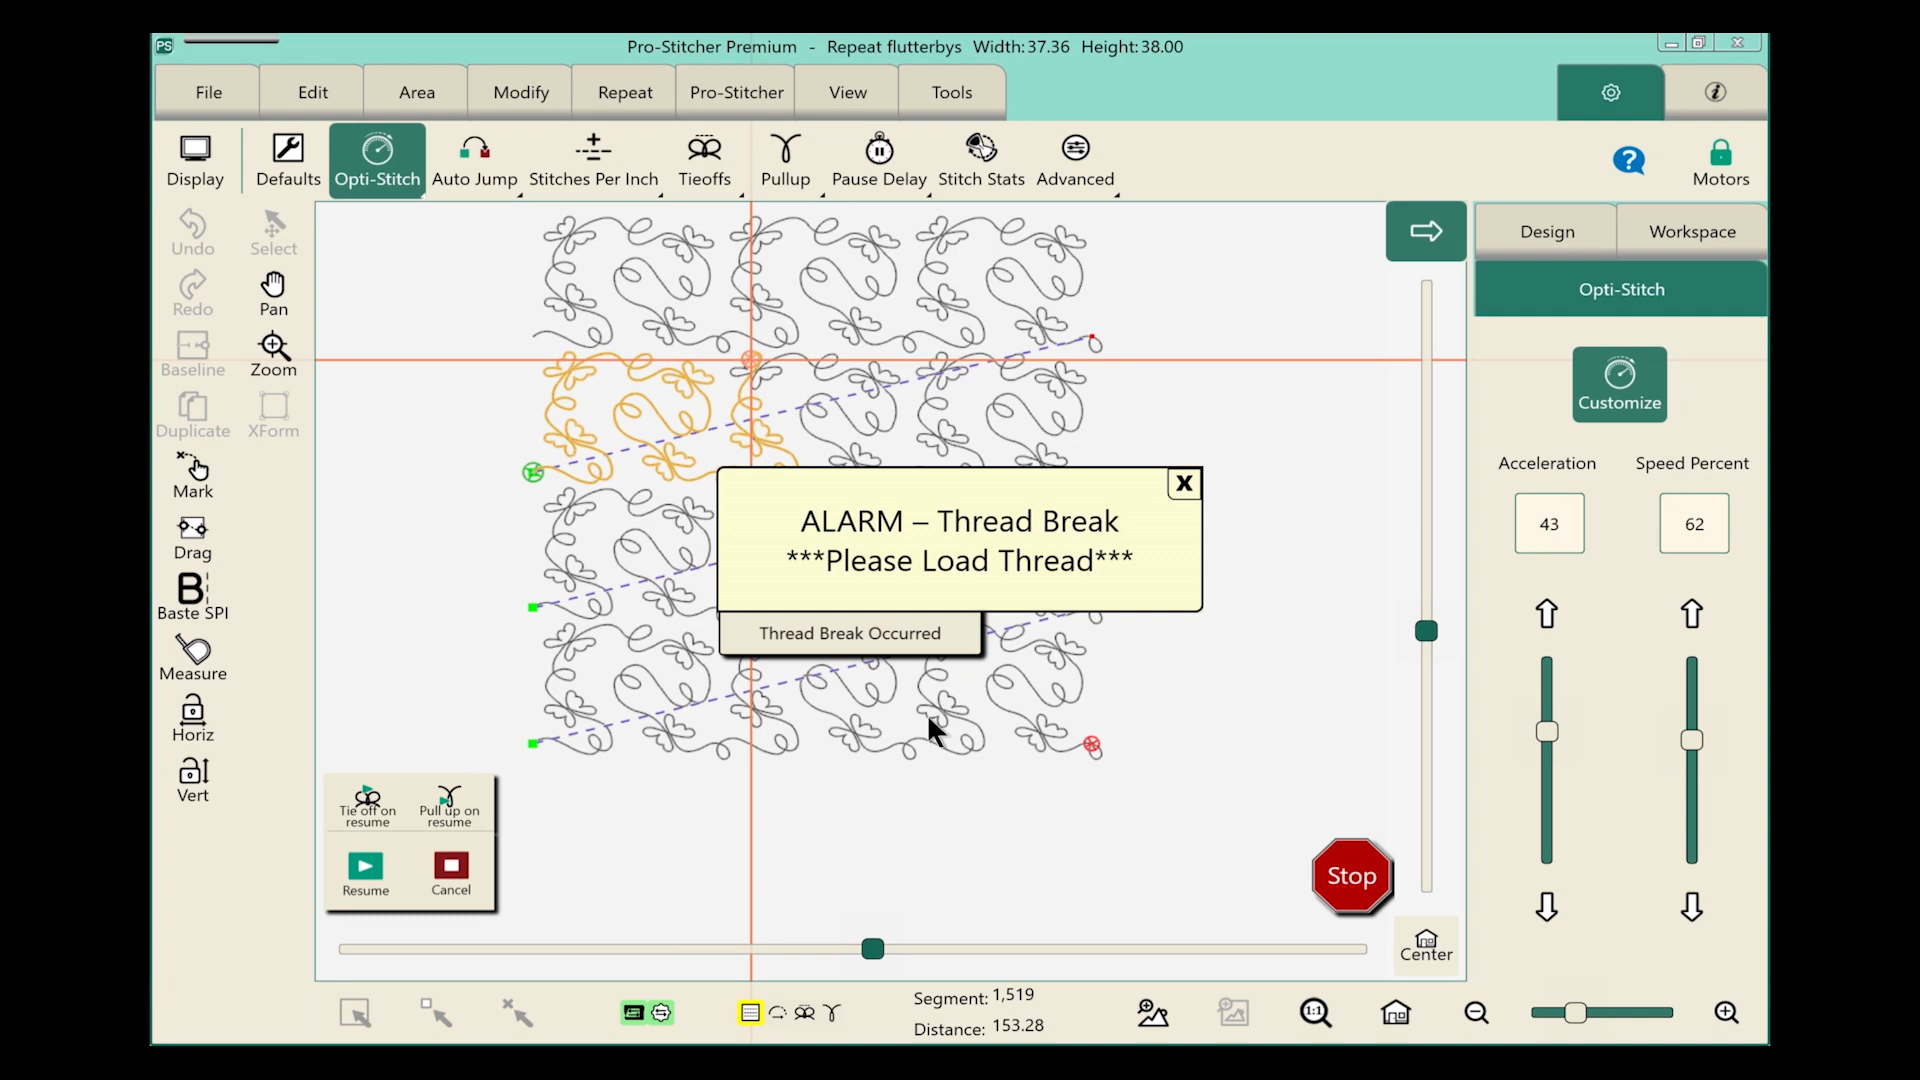 PS
Pro-Stitcher Premium - Repeat flutterbys Width: 37.36 Height: 38.00
File Edit Area Modify Repeat Pro-Stitcher View Tools
Display Defaults Opti-Stitch Auto Jump Stitches Per Inch Tieoffs Pullup Pause Delay Stitch Stats Advanced Motors
Undo Select
Redo Pan
Baseline Zoom
Duplicate XForm
Mark
Drag
B
Baste SPI
Measure
Horiz
Vert
Design Workspace
Opti-Stitch
Customize
Acceleration Speed Percent
43 62
X
ALARM – Thread Break
***Please Load Thread***
Thread Break Occurred
Tie off on resume
Pull up on resume
Resume Cancel
Stop
Center
Segment: 1,519
Distance: 153.28
1:1